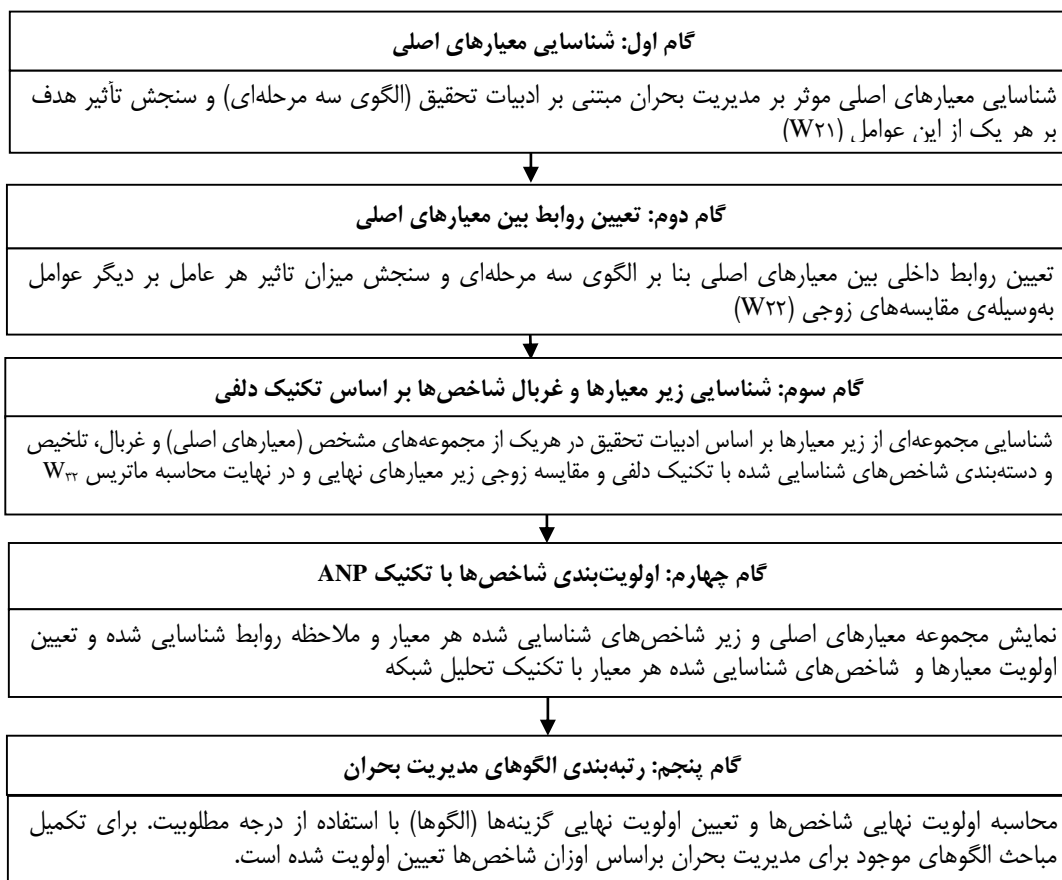 گام اول: شناسایی معیارهای اصلی
شناسایی معیارهای اصلی موثر بر مدیریت بحران مبتنی بر ادبیات تحقیق (الگوی سه مرحله‌ای) و سنجش تأثیر هدف
بر هر یک از این عوامل (W۲۱)
گام دوم: تعیین روابط بین معیارهای اصلی
تعیین روابط داخلی بین معیارهای اصلی بنا بر الگوی سه مرحله‌ای و سنجش میزان تاثیر هر عامل بر دیگر عوامل
به‌وسیله‌ی مقایسه‌های زوجی (W۲۲)
گام سوم: شناسایی زیر معیارها و غربال شاخص‌ها بر اساس تکنیک دلفی
شناسایی مجموعه‌ای از زیر معیارها بر اساس ادبیات تحقیق در هریک از مجموعه‌های مشخص (معیارهای اصلی) و غربال، تلخیص
و دسته‌بندی شاخص‌های شناسایی شده با تکنیک دلفی و مقایسه زوجی زیر معیارهای نهایی و در نهایت محاسبه ماتریس W۳۲
گام چهارم: اولویت‌بندی شاخص‌ها با تکنیک ANP
نمایش مجموعه معیارهای اصلی و زیر شاخص‌های شناسایی شده هر معیار و ملاحظه روابط شناسایی شده و تعیین
اولویت معیارها و شاخص‌های شناسایی شده هر معیار با تکنیک تحلیل شبکه
گام پنجم: رتبه‌بندی الگوهای مدیریت بحران
محاسبه اولویت نهایی شاخص‌ها و تعیین اولویت نهایی گزینه‌ها (الگوها) با استفاده از درجه مطلوبیت. برای تکمیل
مباحث الگوهای موجود برای مدیریت بحران براساس اوزان شاخص‌ها تعیین اولویت شده است.